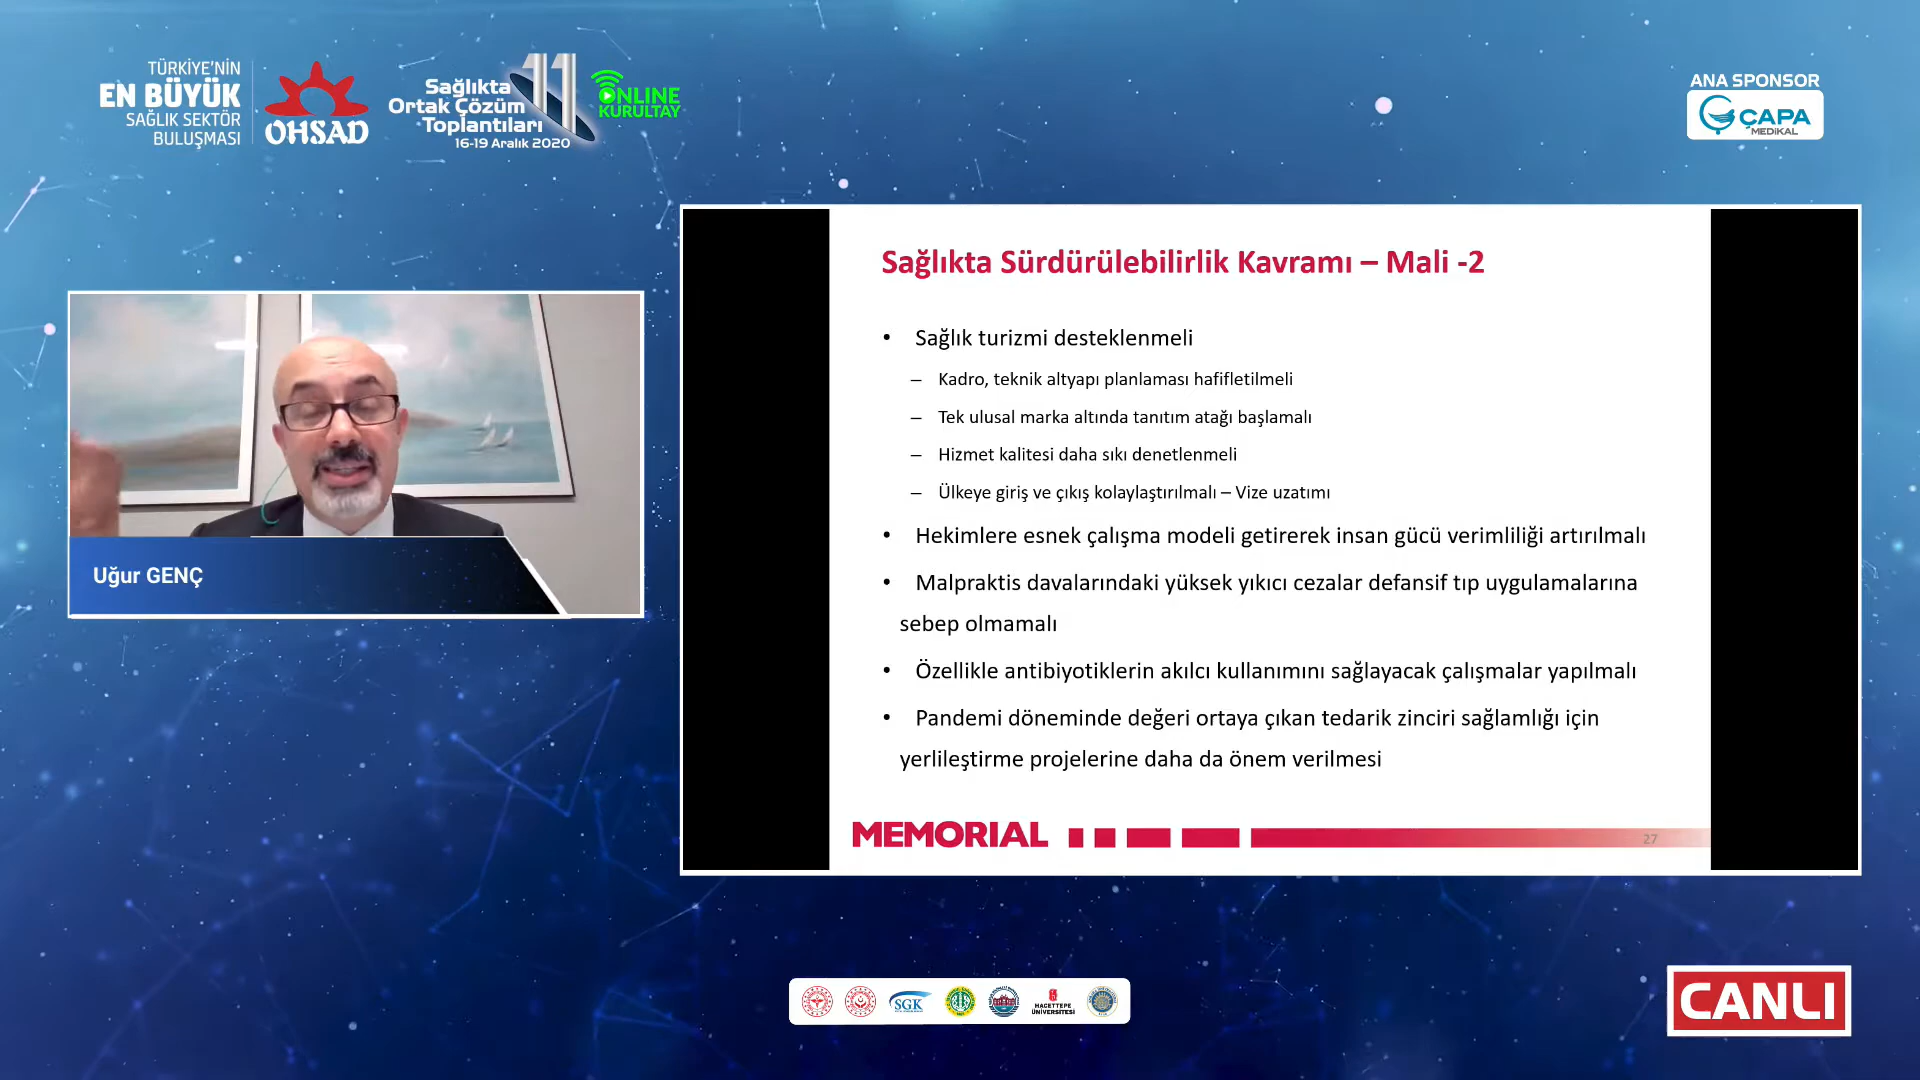 TÜRKİYE'NİN
EN BÜYÜK
SAĞLIK SEKTÖR
BULUŞMASI
OHSAD
Sağlıkta
Ortak Çözüm
Toplantıları
11
16-19 Aralık 2020
ONLINE
KURULTAY
ANA SPONSOR
ÇAPA
MEDİKAL
Uğur GENÇ
Sağlıkta Sürdürülebilirlik Kavramı – Mali -2
• Sağlık turizmi desteklenmeli
– Kadro, teknik altyapı planlaması hafifletilmeli
– Tek ulusal marka altında tanıtım atağı başlamalı
– Hizmet kalitesi daha sıkı denetlenmeli
– Ülkeye giriş ve çıkış kolaylaştırılmalı – Vize uzatımı
• Hekimlere esnek çalışma modeli getirerek insan gücü verimliliği artırılmalı
• Malpraktis davalarındaki yüksek yıkıcı cezalar defansif tıp uygulamalarına
sebep olmamalı
• Özellikle antibiyotiklerin akılcı kullanımını sağlayacak çalışmalar yapılmalı
• Pandemi döneminde değeri ortaya çıkan tedarik zinciri sağlamlığı için
yerlileştirme projelerine daha da önem verilmesi
MEMORIAL
27
SGK
HACETTEPE
ÜNİVERSİTESİ
CANLI